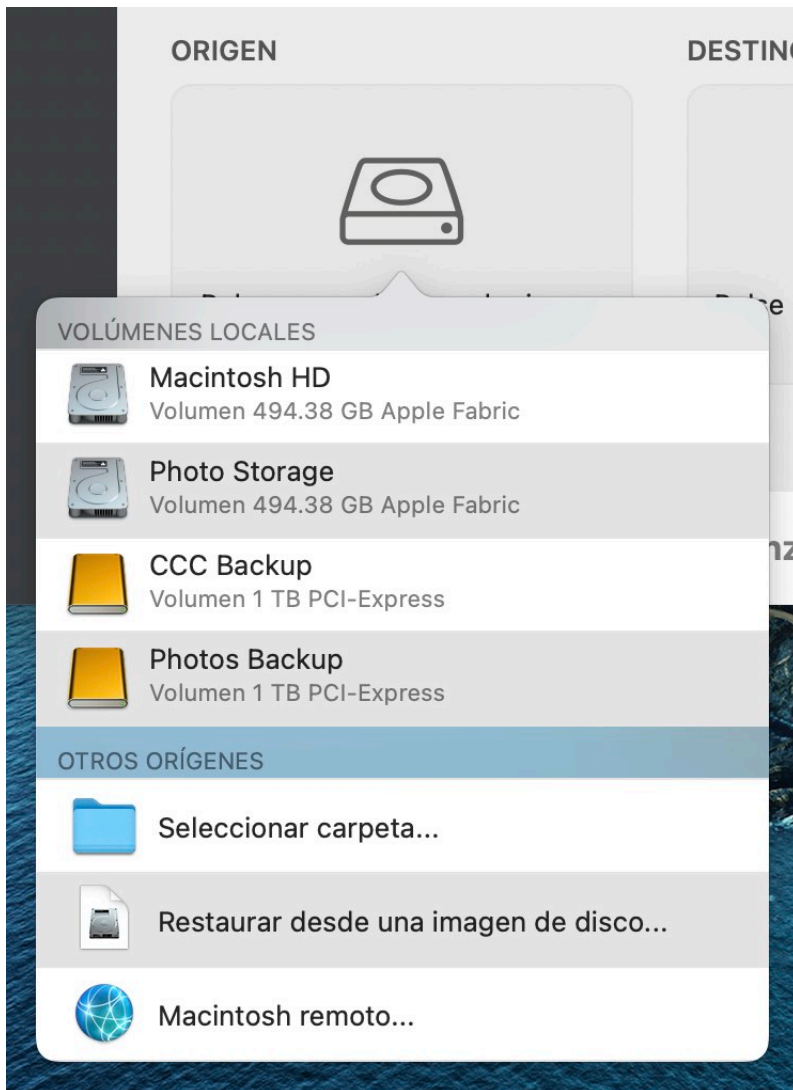 ORIGEN
VOLÚMENES LOCALES
Macintosh HD
Volumen 494.38 GB Apple Fabric
Photo Storage
Volumen 494.38 GB Apple Fabric
CCC Backup
Volumen 1 TB PCI-Express
Photos Backup
Volumen 1 TB PCI-Express
OTROS ORÍGENES
Seleccionar carpeta...
Restaurar desde una imagen de disco...
Macintosh remoto...